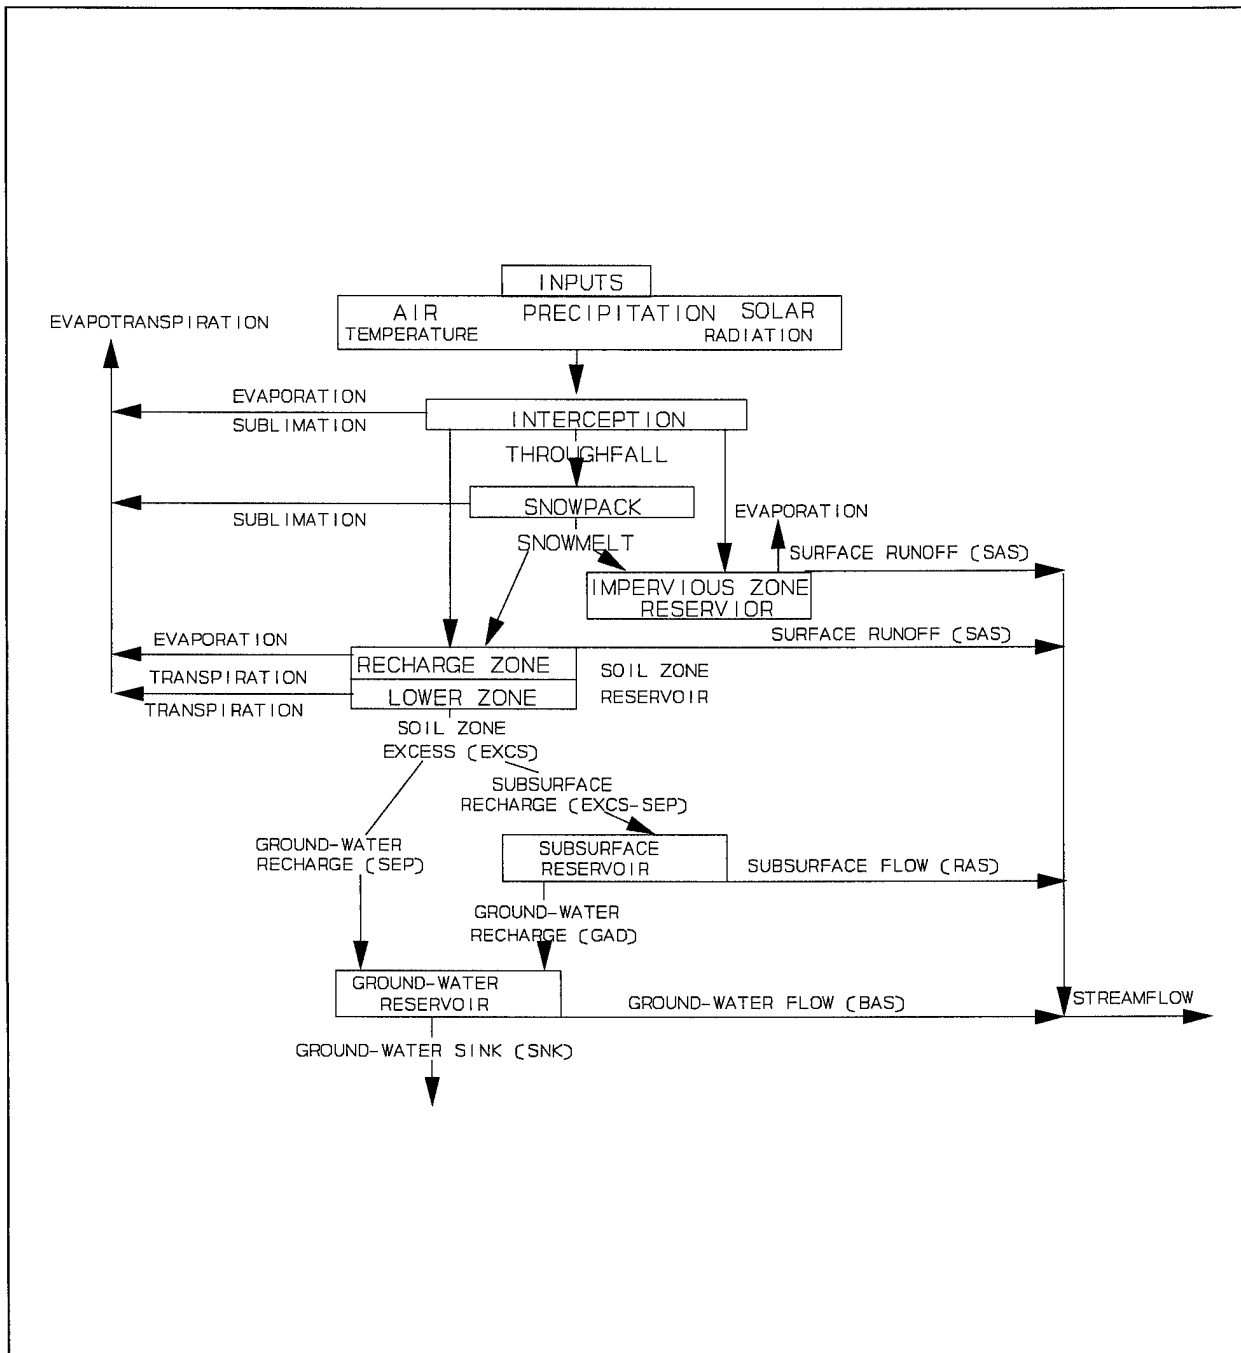 INPUTS
AIR PRECIPITATION SOLAR
TEMPERATURE RADIATION
EVAPOTRANSPIRATION
EVAPORATION
SUBLIMATION
INTERCEPTION
THROUGHFALL
SNOWPACK
SUBLIMATION
EVAPORATION
SNOWMELT
SURFACE RUNOFF (SAS)
IMPERVIOUS ZONE
RESERVIOR
EVAPORATION
SURFACE RUNOFF (SAS)
RECHARGE ZONE
SOIL ZONE
RESERVOIR
TRANSPIRATION
LOWER ZONE
TRANSPIRATION
SOIL ZONE
EXCESS (EXCS)
SUBSURFACE
RECHARGE (EXCS-SEP)
GROUND-WATER
RECHARGE (SEP)
SUBSURFACE
RESERVOIR
SUBSURFACE FLOW (RAS)
GROUND-WATER
RECHARGE (GAD)
GROUND-WATER
RESERVOIR
GROUND-WATER FLOW (BAS)
STREAMFLOW
GROUND-WATER SINK (SNK)